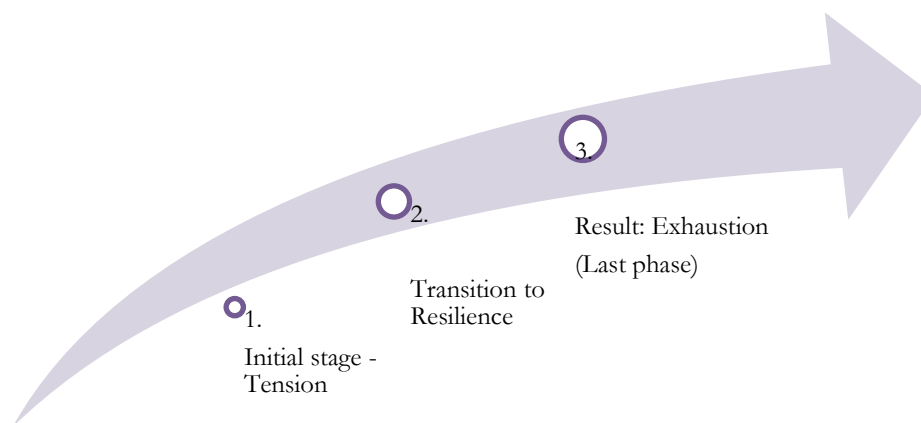 1.
Initial stage -
Tension
2.
Transition to
Resilience
3.
Result: Exhaustion
(Last phase)